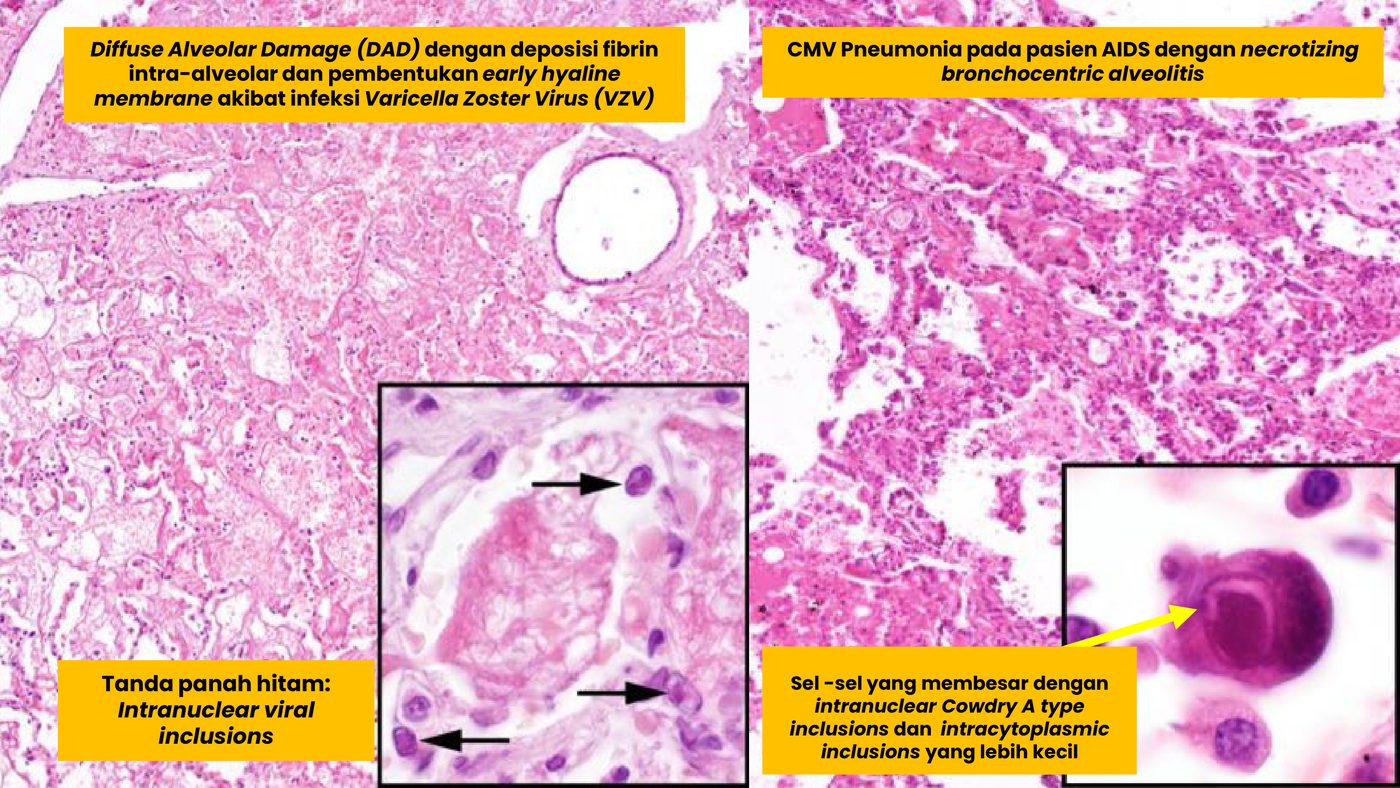 Diffuse Alveolar Damage (DAD) dengan deposisi fibrin
intra-alveolar dan pembentukan early hyaline
membrane akibat infeksi Varicella Zoster Virus (VZV)
CMV Pneumonia pada pasien AIDS dengan necrotizing
bronchocentric alveolitis
Tanda panah hitam:
Intranuclear viral
inclusions
Sel -sel yang membesar dengan
intranuclear Cowdry A type
inclusions dan intracytoplasmic
inclusions yang lebih kecil